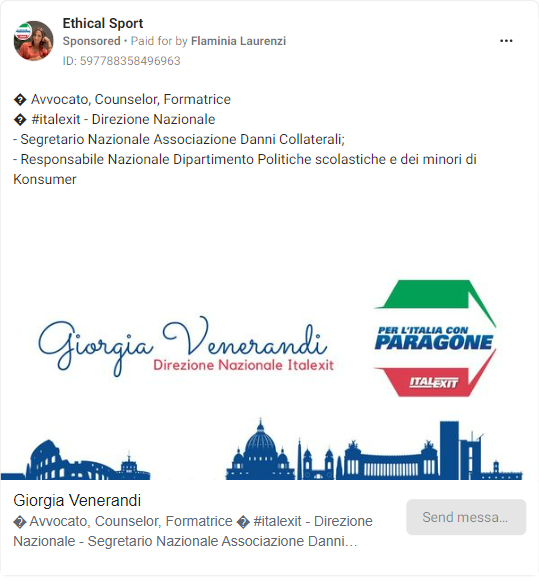 Ethical Sport
Sponsored • Paid for by Flaminia Laurenzi
ID: 597788358496963
� Avvocato, Counselor, Formatrice
� #italexit - Direzione Nazionale
- Segretario Nazionale Associazione Danni Collaterali;
- Responsabile Nazionale Dipartimento Politiche scolastiche e dei minori di
Konsumer
Giorgia Venerandi
Direzione Nazionale Italexit
PER L'ITALIA CON
PARAGONE
ITALEXIT
Giorgia Venerandi
� Avvocato, Counselor, Formatrice � #italexit - Direzione
Nazionale - Segretario Nazionale Associazione Danni...
Send messa...